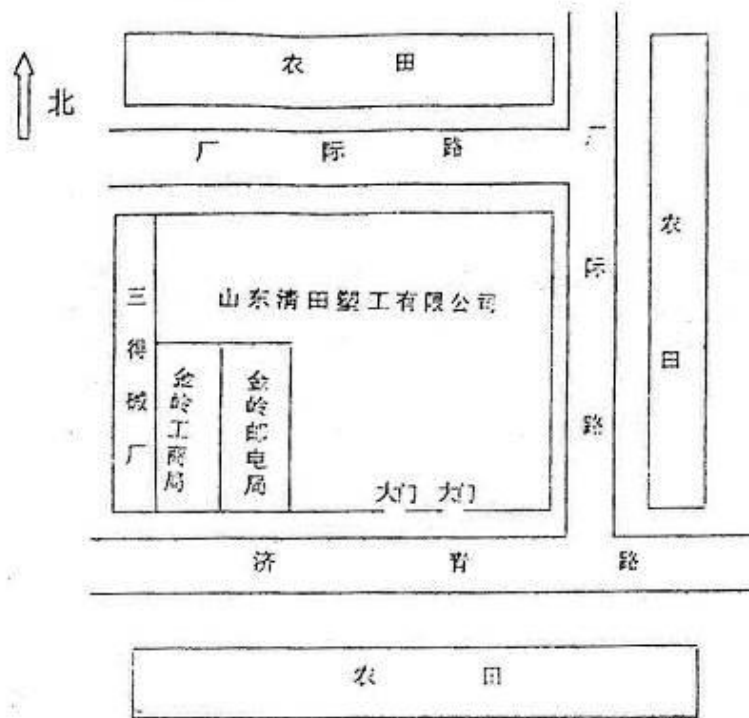 农田
北
厂际路
厂际路
农田
山东清田塑工有限公司
三得械厂
金岭工商局
金岭邮电局
大门 大门
济青路
农田